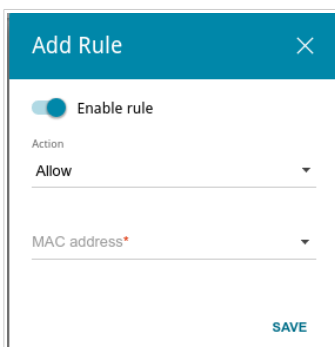 Add Rule
Enable rule
Action
Allow
MAC address*
SAVE